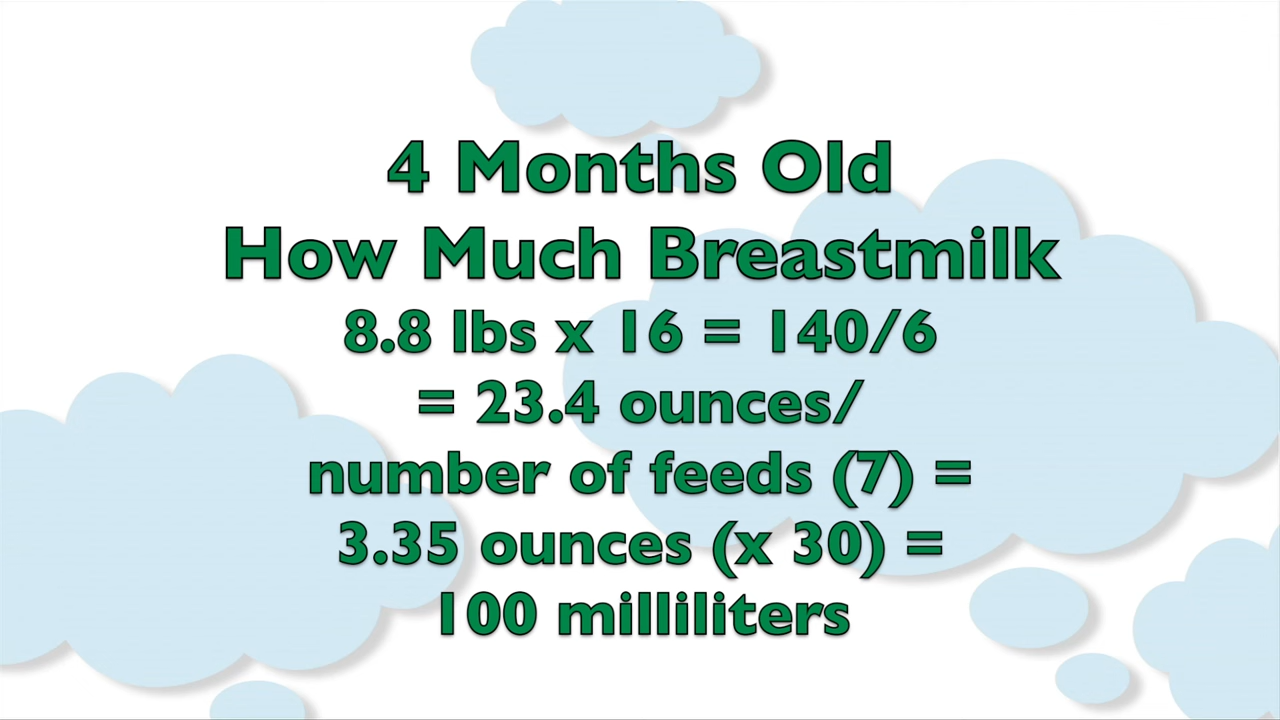 4 Months Old
How Much Breastmilk
8.8 lbs x 16 = 140/6
= 23.4 ounces/
number of feeds (7) =
3.35 ounces (x 30) =
100 milliliters